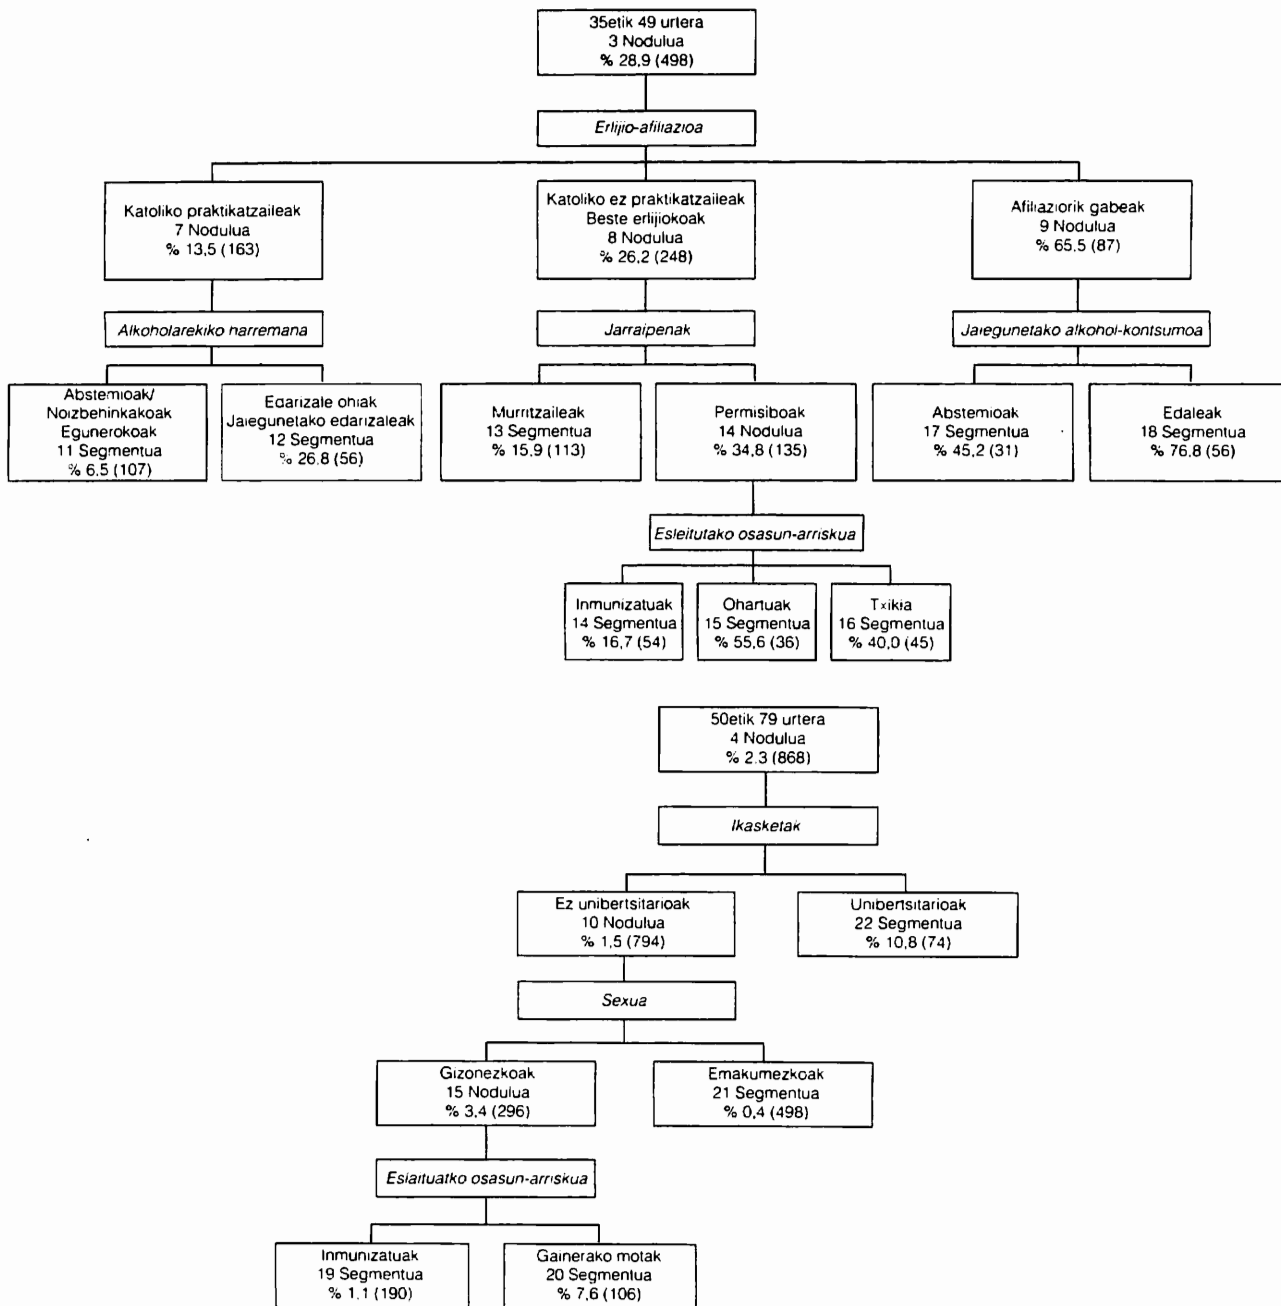 35etik 49 urtera
3 Nodulua
% 28,9 (498)
Erlijio-afiliazioa
Katoliko praktikatzaileak
7 Nodulua
% 13,5 (163)
Katoliko ez praktikatzaileak
Beste erlijiokoak
8 Nodulua
% 26,2 (248)
Afiliaziorik gabeak
9 Nodulua
% 65.5 (87)
Alkoholarekiko harremana
Jarraipenak
Jaiegunetako alkohol-kontsumoa
Abstemioak/
Noizbehinkakoak
Egunerokoak
11 Segmentua
% 6.5 (107)
Edarizale ohiak
Jaiegunetako edarizaleak
12 Segmentua
% 26.8 (56)
Murritzaileak
13 Segmentua
% 15,9 (113)
Permisiboak
14 Nodulua
% 34,8 (135)
Abstemioak
17 Segmentua
% 45,2 (31)
Edaleak
18 Segmentua
% 76,8 (56)
Esleitutako osasun-arriskua
Inmunizatuak
14 Segmentua
% 16,7 (54)
Ohartuak
15 Segmentua
% 55,6 (36)
Txikia
16 Segmentua
% 40,0 (45)
50etik 79 urtera
4 Nodulua
% 2.3 (868)
Ikasketak
Ez unibertsitarioak
10 Nodulua
% 1,5 (794)
Unibertsitarioak
22 Segmentua
% 10,8 (74)
Sexua
Gizonezkoak
15 Nodulua
% 3,4 (296)
Emakumezkoak
21 Segmentua
% 0,4 (498)
Eslaituatko osasun-arriskua
Inmunizatuak
19 Segmentua
% 1,1 (190)
Gainerako motak
20 Segmentua
% 7,6 (106)